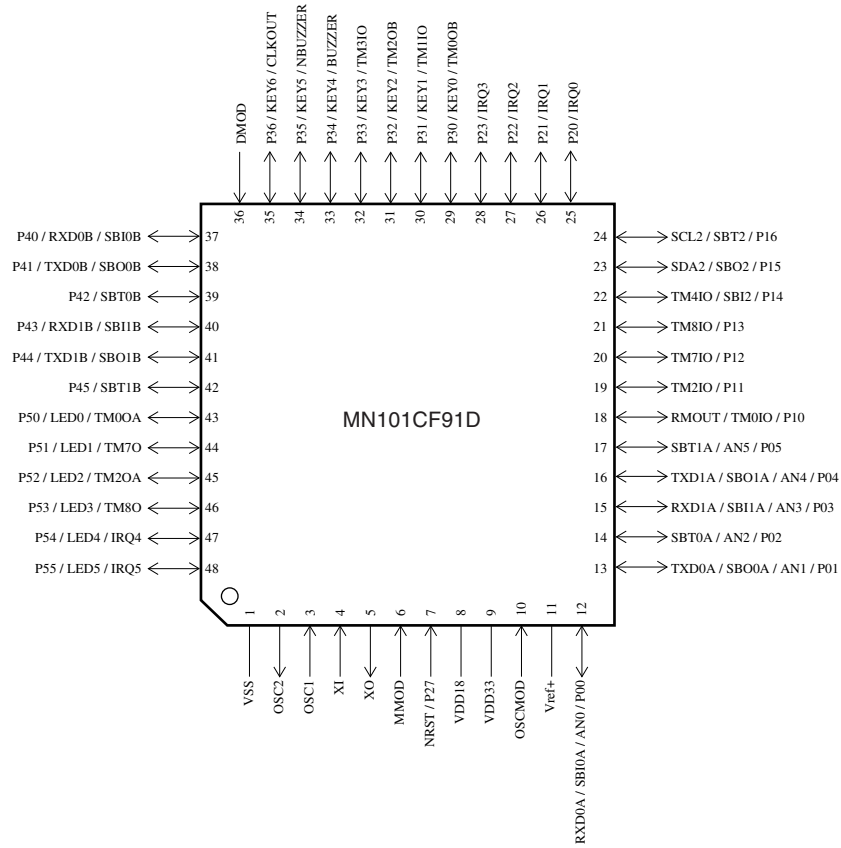 DMOD
P36 / KEY6 / CLKOUT
P35 / KEY5 / NBUZZER
P34 / KEY4 / BUZZER
P33 / KEY3 / TM3IO
P32 / KEY2 / TM2OB
P31 / KEY1 / TM1IO
P30 / KEY0 / TM0OB
P23 / IRQ3
P22 / IRQ2
P21 / IRQ1
P20 / IRQ0
36
35
34
33
32
31
30
29
28
27
26
25
P40 / RXD0B / SBI0B 37
P41 / TXD0B / SBO0B 38
P42 / SBT0B 39
P43 / RXD1B / SBI1B 40
P44 / TXD1B / SBO1B 41
P45 / SBT1B 42
P50 / LED0 / TM0OA 43
P51 / LED1 / TM7O 44
P52 / LED2 / TM2OA 45
P53 / LED3 / TM8O 46
P54 / LED4 / IRQ4 47
P55 / LED5 / IRQ5 48
MN101CF91D
24 SCL2 / SBT2 / P16
23 SDA2 / SBO2 / P15
22 TM4IO / SBI2 / P14
21 TM8IO / P13
20 TM7IO / P12
19 TM2IO / P11
18 RMOUT / TM0IO / P10
17 SBT1A / AN5 / P05
16 TXD1A / SBO1A / AN4 / P04
15 RXD1A / SBI1A / AN3 / P03
14 SBT0A / AN2 / P02
13 TXD0A / SBO0A / AN1 / P01
1
2
3
4
5
6
7
8
9
10
11
12
VSS
OSC2
OSC1
XI
XO
MMOD
NRST / P27
VDD18
VDD33
OSCMOD
Vref+
RXD0A / SBI0A / AN0 / P00